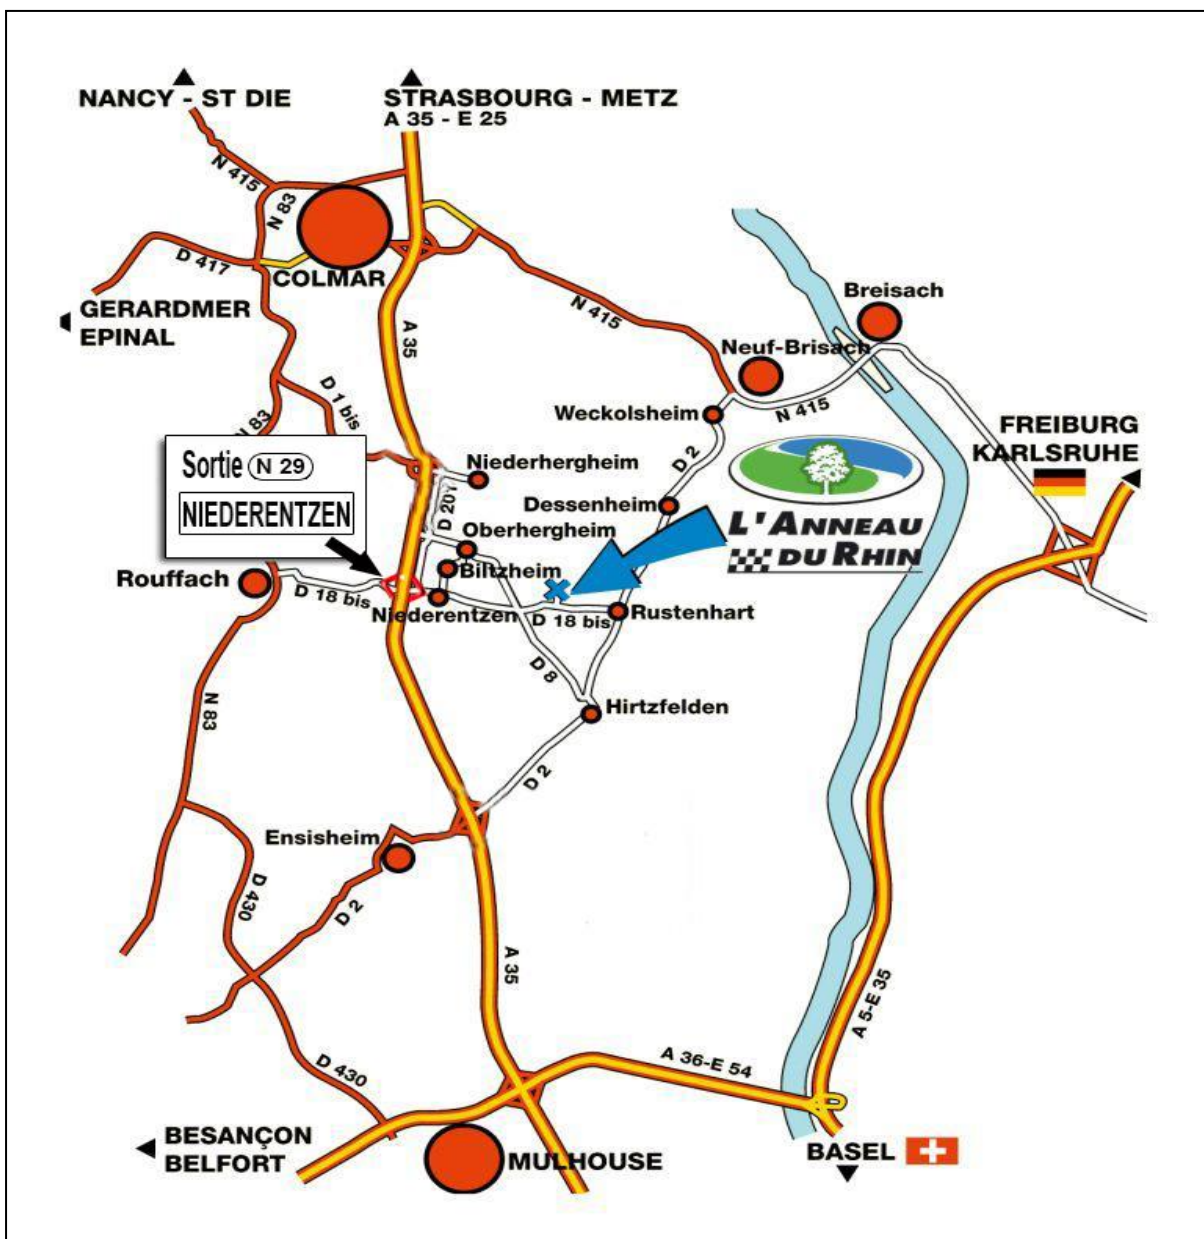 NANCY - ST DIE
STRASBOURG - METZ
A 35 - E 25
N 415
N 83
D 417
COLMAR
GERARDMER
EPINAL
A 35
N 415
Breisach
Neuf-Brisach
N 415
Weckolsheim
D 1 bis
N 83
D 2
FREIBURG
KARLSRUHE
Sortie N 29
NIEDERENTZEN
Niederhergheim
D 201
Dessenheim
Oberhergheim
L'ANNEAU
DU RHIN
Biltzheim
Rouffach
D 18 bis
Niederentzen
D 18 bis
Rustenhart
D 8
N 83
Hirtzfelden
D 2
Ensisheim
D 430
D 2
A 35
A 5-E 35
D 430
A 36-E 54
BESANÇON
BELFORT
MULHOUSE
BASEL